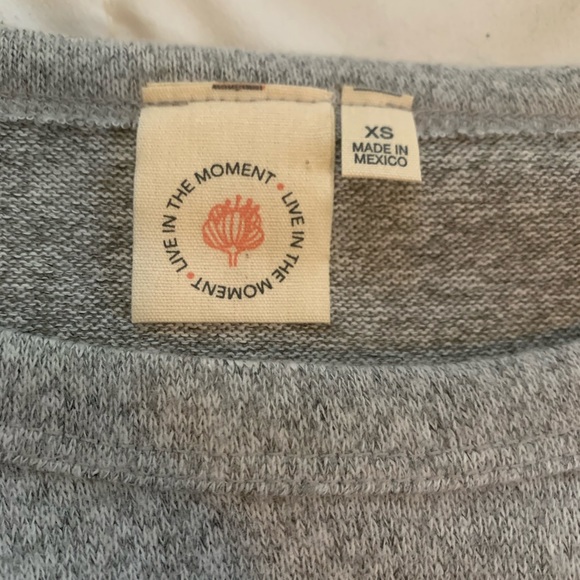 LIVE IN THE MOMENT • LIVE IN THE MOMENT •
XS
MADE IN
MEXICO